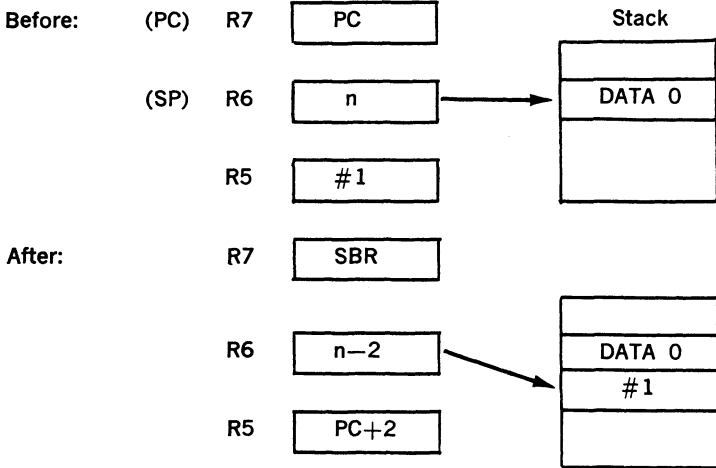 Before: (PC) R7 PC Stack
(SP) R6 n DATA 0
R5 #1
After: R7 SBR
R6 n−2 DATA 0
#1
R5 PC+2